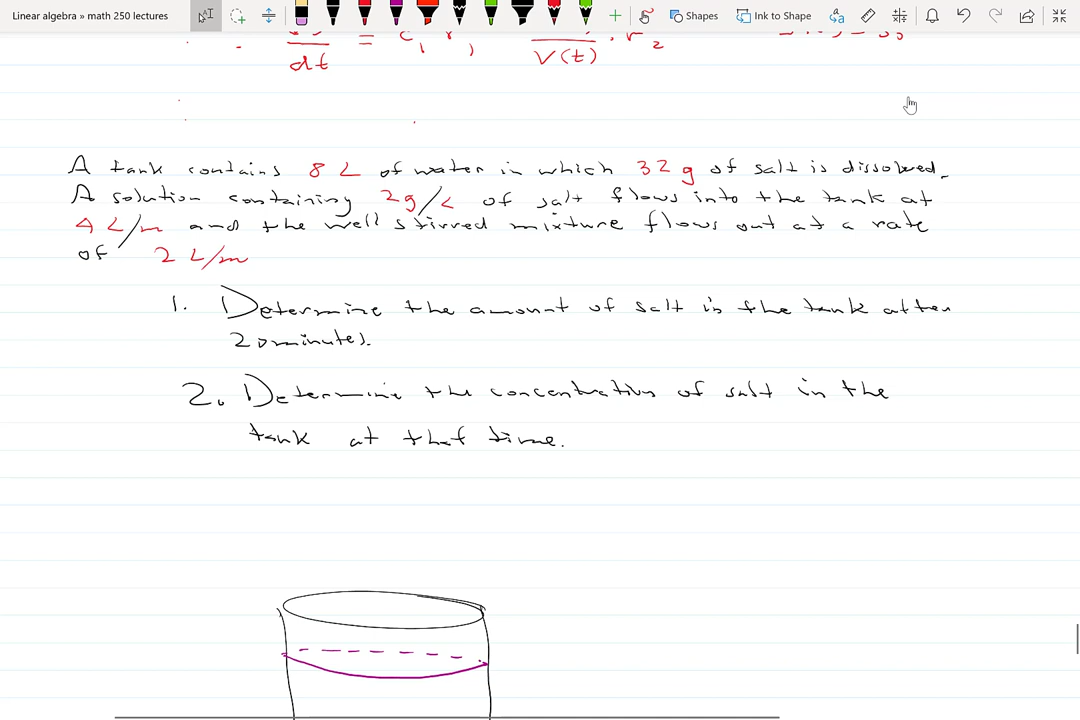 Linear algebra » math 250 lectures
Shapes
Ink to Shape
dt
=
V(t)
A tank contains 8 L of water in which 32 g of salt is dissolved.
A solution containing 2g/L of salt flows into the tank at
4 L/m and the well stirred mixture flows out at a rate
of 2 L/m
1. Determine the amount of salt in the tank after
20 minutes.
2. Determine the concentration of salt in the
tank at that time.